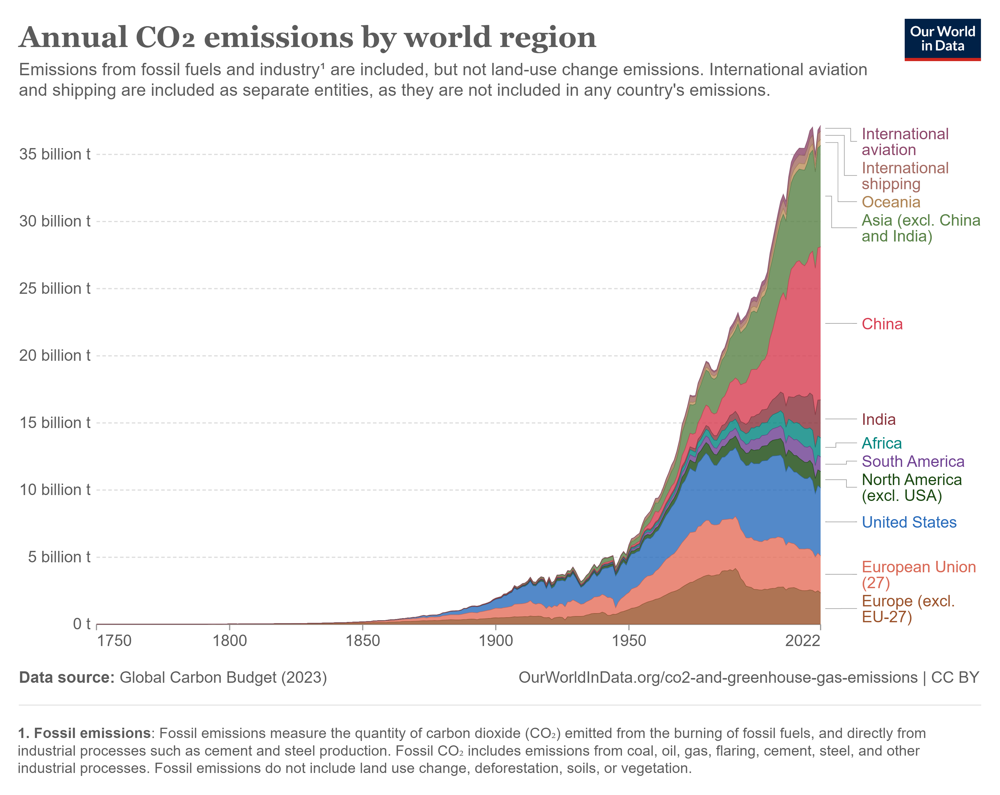 Annual CO₂ emissions by world region
Our World
in Data
Emissions from fossil fuels and industry¹ are included, but not land-use change emissions. International aviation
and shipping are included as separate entities, as they are not included in any country's emissions.
35 billion t
30 billion t
25 billion t
20 billion t
15 billion t
10 billion t
5 billion t
0 t
1750
1800
1850
1900
1950
2022
International
aviation
International
shipping
Oceania
Asia (excl. China
and India)
China
India
Africa
South America
North America
(excl. USA)
United States
European Union
(27)
Europe (excl.
EU-27)
Data source: Global Carbon Budget (2023)
OurWorldInData.org/co2-and-greenhouse-gas-emissions | CC BY
1. Fossil emissions: Fossil emissions measure the quantity of carbon dioxide (CO₂) emitted from the burning of fossil fuels, and directly from
industrial processes such as cement and steel production. Fossil CO₂ includes emissions from coal, oil, gas, flaring, cement, steel, and other
industrial processes. Fossil emissions do not include land use change, deforestation, soils, or vegetation.